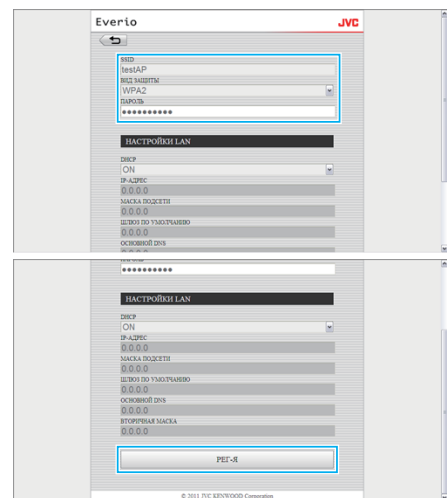 Everio
JVC
SSID
testAP
ВИД ЗАЩИТЫ
WPA2
ПАРОЛЬ
●●●●●●●●●●
НАСТРОЙКИ LAN
DHCP
ON
IP-АДРЕС
0.0.0.0
МАСКА ПОДСЕТИ
0.0.0.0
ШЛЮЗ ПО УМОЛЧАНИЮ
0.0.0.0
ОСНОВНОЙ DNS
●●●●●●●●●●
НАСТРОЙКИ LAN
DHCP
ON
IP-АДРЕС
0.0.0.0
МАСКА ПОДСЕТИ
0.0.0.0
ШЛЮЗ ПО УМОЛЧАНИЮ
0.0.0.0
ОСНОВНОЙ DNS
0.0.0.0
ВТОРИЧНАЯ МАСКА
0.0.0.0
РЕГ-Я
© 2011 JVC KENWOOD Corporation